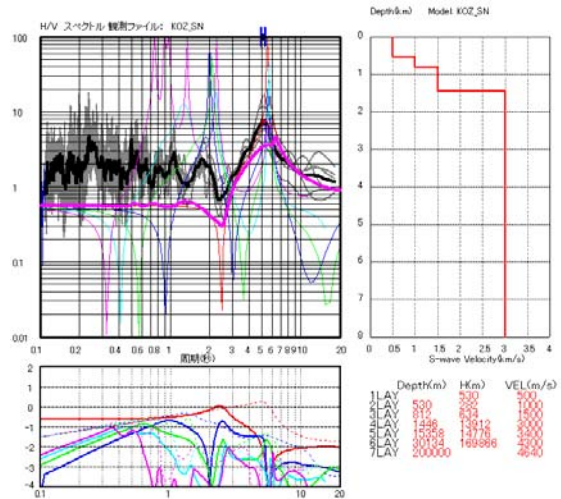 H/V スペクトル 観測ファイル： KOZ_SN
Depth(km) Model: KOZ_SN
100
10
1
0.1
0.01
0.1 0.2 0.4 0.6 0.8 1 2 3 4 5 6 7 8 9 10 20
周期(秒)
0
1
2
3
4
5
6
7
8
0 0.5 1 1.5 2 2.5 3 3.5 4
S-wave Velocity(km/s)
2
1
0
-1
-2
-3
-4
0.1 1 10 20
Depth(m) H(m) VEL(m/s)
1LAY 530 500
2LAY 530 1000
3LAY 812 634 1500
4LAY 1446 13912 3000
5LAY 15358 14776
6LAY 30134 169866 4300
7LAY 200000 4640